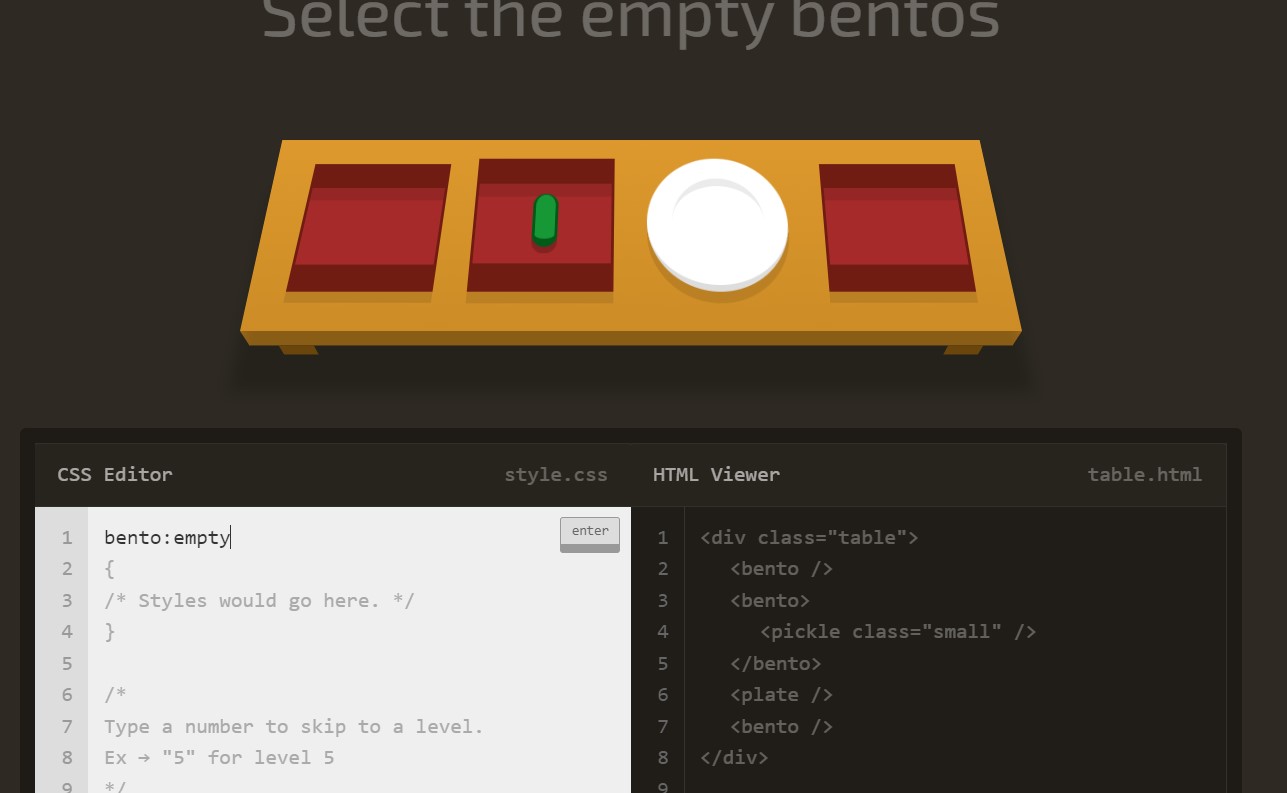 Select the empty bentos
CSS Editor
style.css
1 bento:empty
enter
2 {
3 /* Styles would go here. */
4 }
5
6 /*
7 Type a number to skip to a level.
8 Ex → "5" for level 5
9 */
HTML Viewer
table.html
1 <div class="table">
2 <bento />
3 <bento>
4 <pickle class="small" />
5 </bento>
6 <plate />
7 <bento />
8 </div>
9